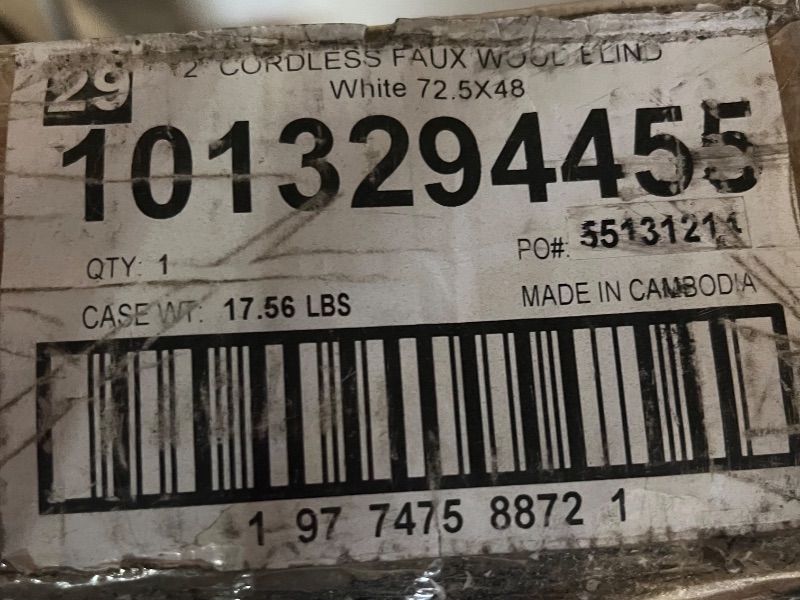 29
2" CORDLESS FAUX WOOD BLIND
White 72.5X48
1013294455
QTY: 1
PO#: 55131211
CASE WT: 17.56 LBS
MADE IN CAMBODIA
1 97 7475 8872 1